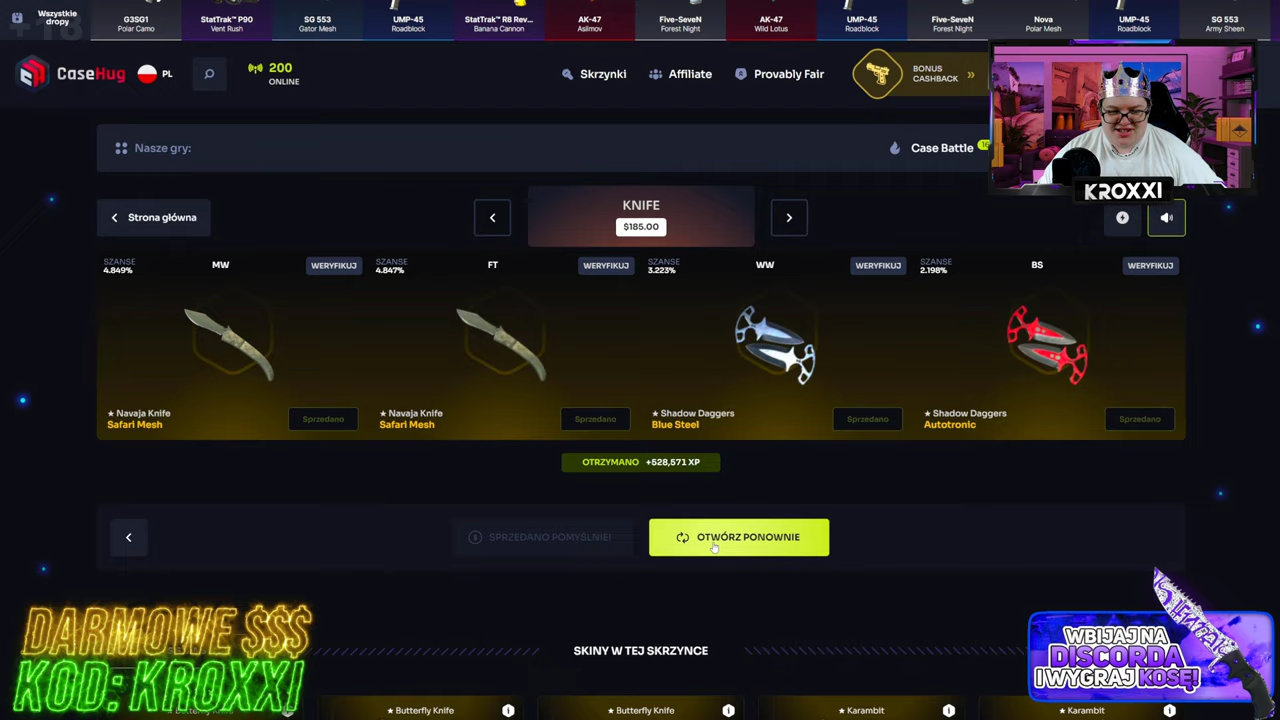 Wszystkie
dropy
G3SG1
Polar Camo
StatTrak™ P90
Vent Rush
SG 553
Gator Mesh
UMP-45
Roadblock
StatTrak™ R8 Rev...
Banana Cannon
AK-47
Asiimov
Five-SeveN
Forest Night
AK-47
Wild Lotus
UMP-45
Roadblock
Five-SeveN
Forest Night
Nova
Polar Mesh
UMP-45
Roadblock
SG 553
Army Sheen
CaseHug
PL
200
ONLINE
Skrzynki
Affiliate
Provably Fair
BONUS
CASHBACK
KROXXI
Nasze gry:
Case Battle
Strona główna
KNIFE
$185.00
SZANSE
4.849%
MW
WERYFIKUJ
SZANSE
4.847%
FT
WERYFIKUJ
SZANSE
3.223%
WW
WERYFIKUJ
SZANSE
2.198%
BS
WERYFIKUJ
★ Navaja Knife
Safari Mesh
Sprzedano
★ Navaja Knife
Safari Mesh
Sprzedano
★ Shadow Daggers
Blue Steel
Sprzedano
★ Shadow Daggers
Autotronic
Sprzedano
OTRZYMANO +528,571 XP
SPRZEDANO POMYŚLNIE!
OTWÓRZ PONOWNIE
DARMOWE $$$
KOD: KROXXI
WBIJAJ NA
DISCORDA
I WYGRAJ KOSĘ!
SKINY W TEJ SKRZYNCE
★ Butterfly Knife
★ Butterfly Knife
★ Karambit
★ Karambit